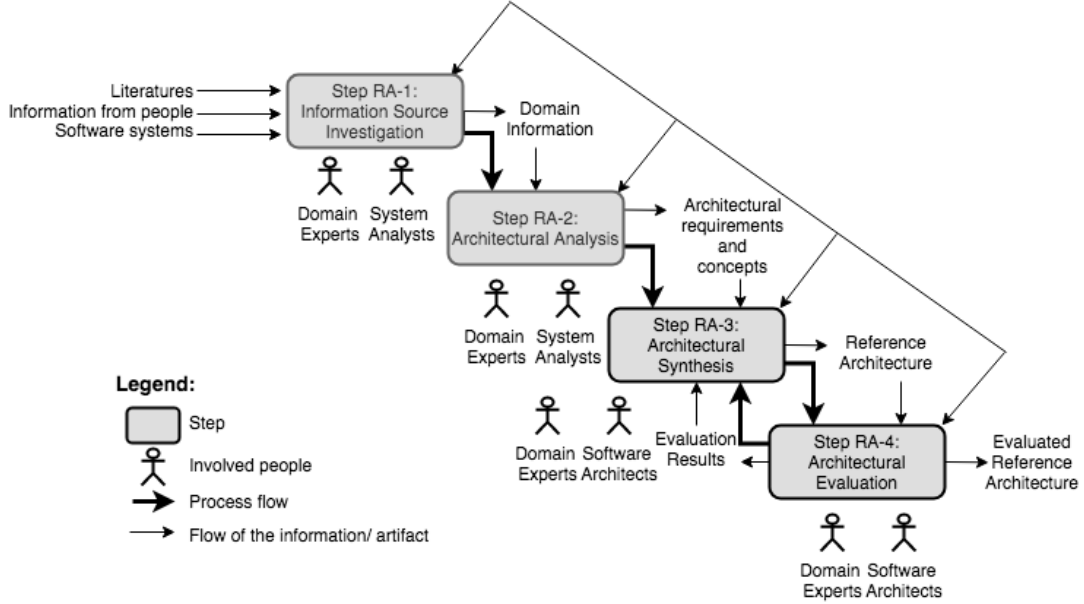 Literatures
Information from people
Software systems
Step RA-1:
Information Source
Investigation
Domain
Information
Domain
Experts
System
Analysts
Step RA-2:
Architectural Analysis
Architectural
requirements
and
concepts
Domain
Experts
System
Analysts
Step RA-3:
Architectural
Synthesis
Reference
Architecture
Domain
Experts
Software
Architects
Evaluation
Results
Step RA-4:
Architectural
Evaluation
Evaluated
Reference
Architecture
Domain
Experts
Software
Architects
Legend:
Step
Involved people
Process flow
Flow of the information/ artifact